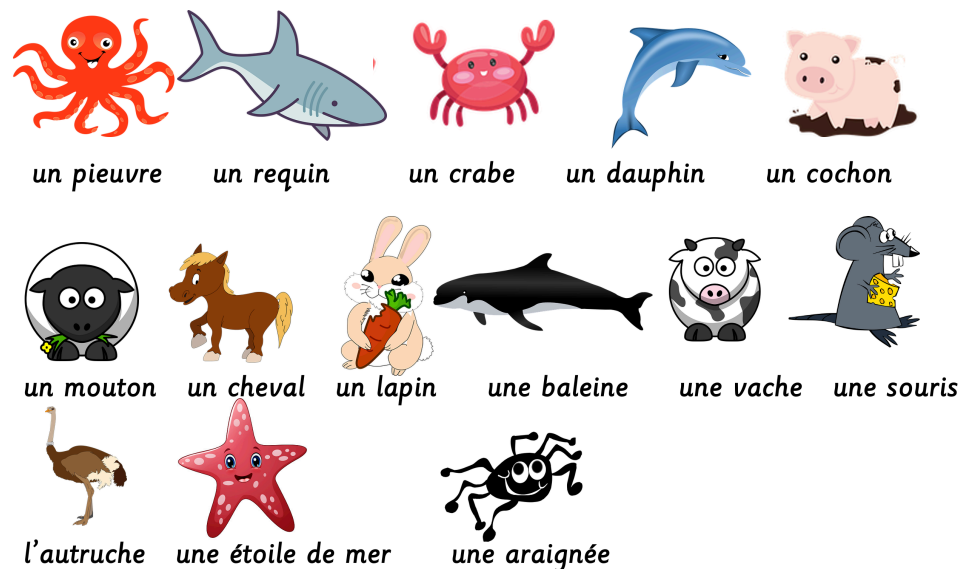 un pieuvre un requin un crabe un dauphin un cochon
un mouton un cheval un lapin une baleine une vache une souris
l'autruche une étoile de mer une araignée